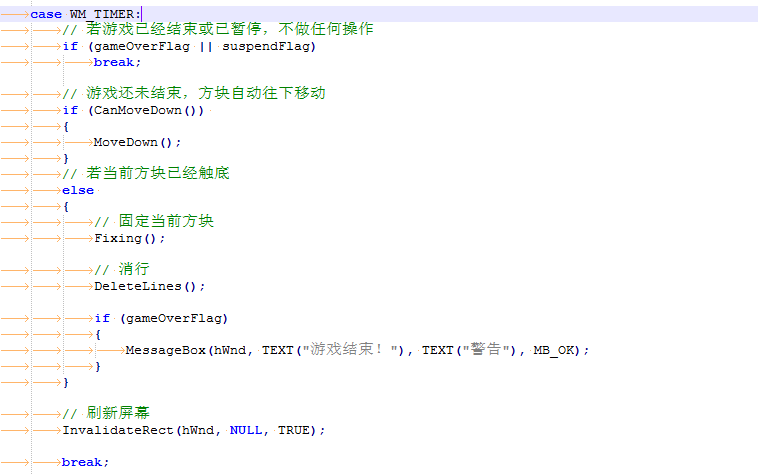 case WM_TIMER:
// 若游戏已经结束或已暂停，不做任何操作
if (gameOverFlag || suspendFlag)
break;
// 游戏还未结束，方块自动往下移动
if (CanMoveDown())
{
MoveDown();
}
// 若当前方块已经触底
else
{
// 固定当前方块
Fixing();
// 消行
DeleteLines();
if (gameOverFlag)
{
MessageBox(hWnd, TEXT("游戏结束！"), TEXT("警告"), MB_OK);
}
}
// 刷新屏幕
InvalidateRect(hWnd, NULL, TRUE);
break;